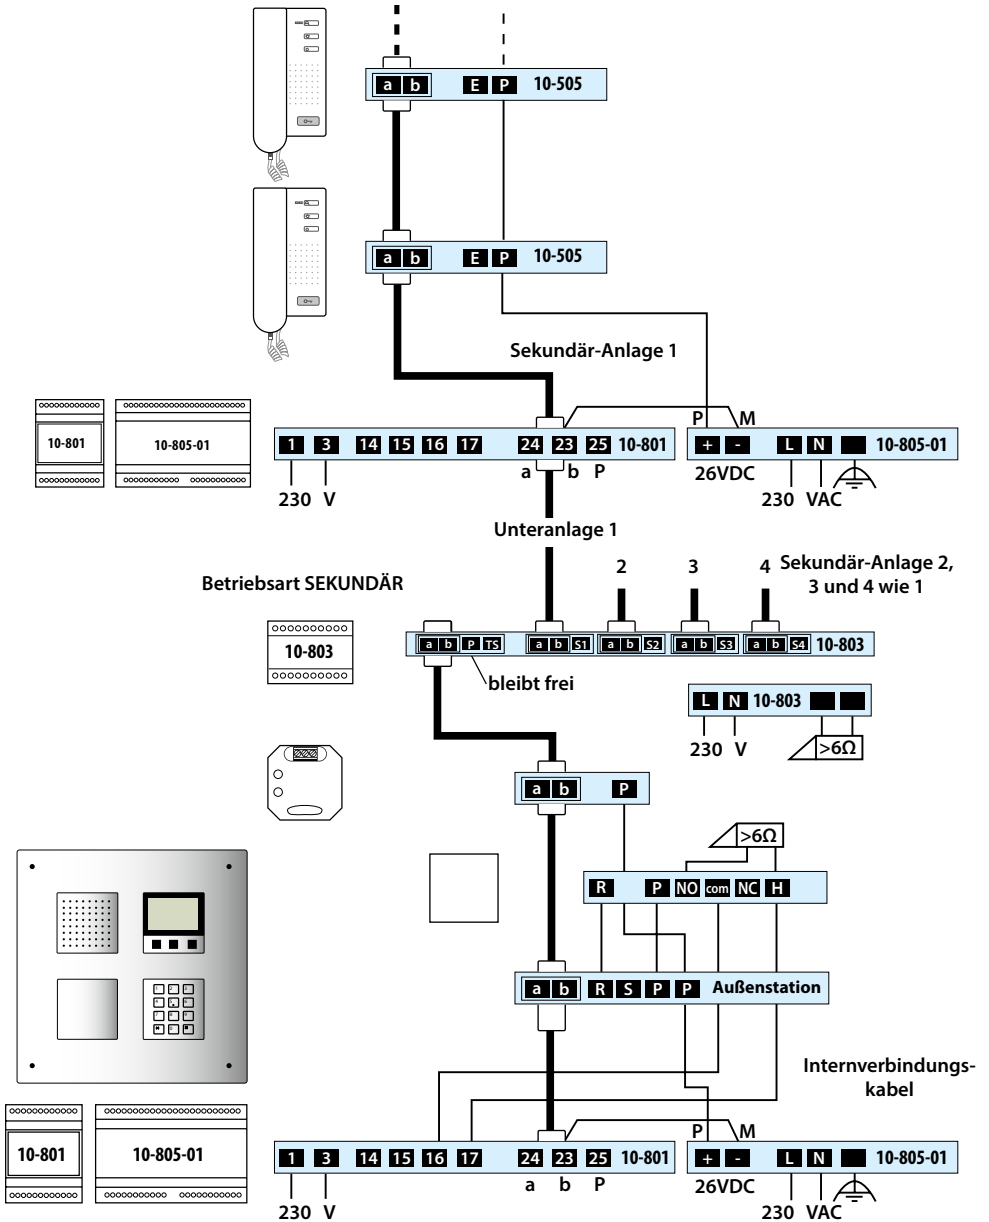 a b E P 10-505
a b E P 10-505
Sekundär-Anlage 1
P M
10-801 10-805-01 1 3 14 15 16 17 24 23 25 10-801 + - L N 10-805-01
a b P 26VDC
230 V 230 VAC
Unteranlage 1
2 3 4 Sekundär-Anlage 2,
3 und 4 wie 1
Betriebsart SEKUNDÄR
10-803 a b P TS a b S1 a b S2 a b S3 a b S4 10-803
bleibt frei
L N 10-803
230 V >6Ω
a b P
>6Ω
R P NO com NC H
a b R S P P Außenstation
Internverbindungs-
kabel
P M
10-801 10-805-01 1 3 14 15 16 17 24 23 25 10-801 + - L N 10-805-01
a b P 26VDC
230 V 230 VAC